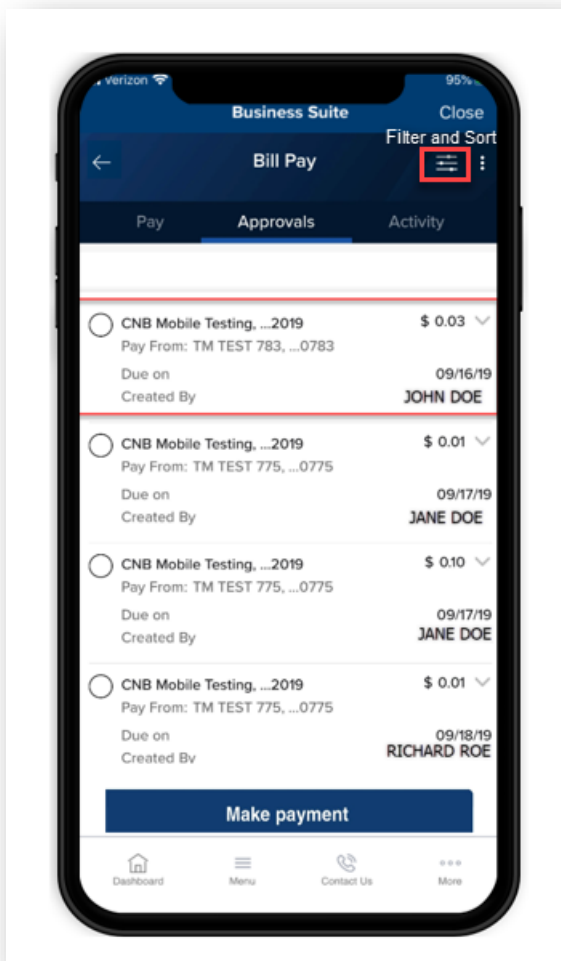 Verizon 95%
Business Suite Close
Filter and Sort
Bill Pay
Pay Approvals Activity
CNB Mobile Testing, ...2019 $ 0.03
Pay From: TM TEST 783, ...0783
Due on 09/16/19
Created By JOHN DOE
CNB Mobile Testing, ...2019 $ 0.01
Pay From: TM TEST 775, ...0775
Due on 09/17/19
Created By JANE DOE
CNB Mobile Testing, ...2019 $ 0.10
Pay From: TM TEST 775, ...0775
Due on 09/17/19
Created By JANE DOE
CNB Mobile Testing, ...2019 $ 0.01
Pay From: TM TEST 775, ...0775
Due on 09/18/19
Created By RICHARD ROE
Make payment
Dashboard Menu Contact Us More